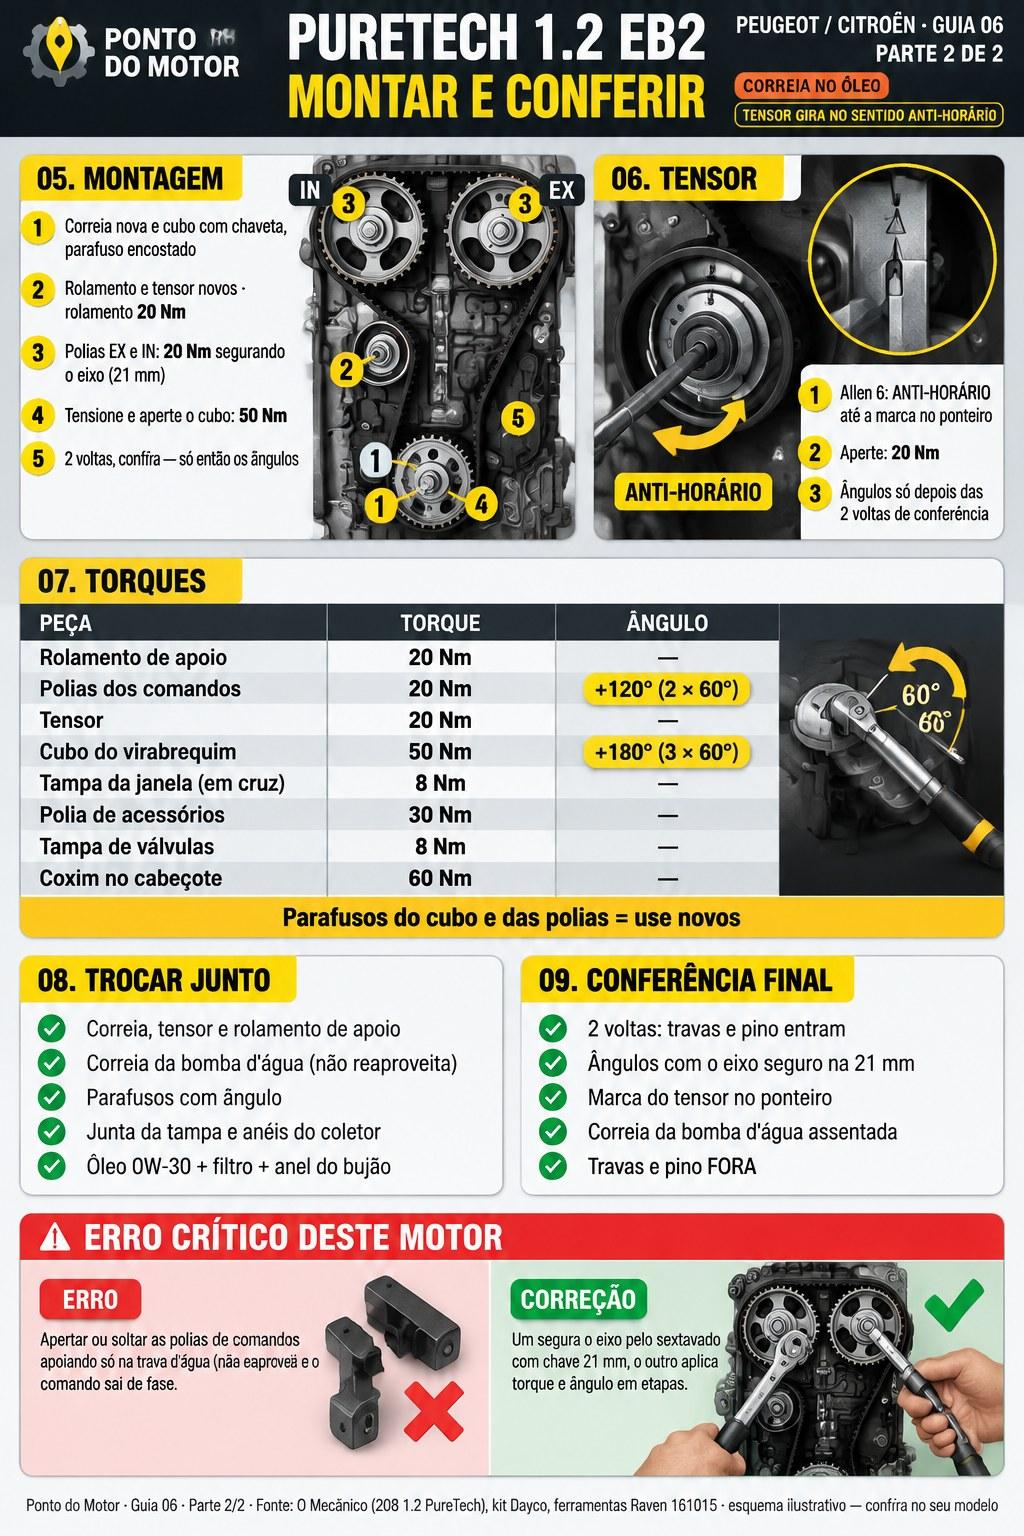 PONTO
DO MOTOR
PURETECH 1.2 EB2
MONTAR E CONFERIR
PEUGEOT / CITROËN · GUIA 06
PARTE 2 DE 2
CORREIA NO ÓLEO
TENSOR GIRA NO SENTIDO ANTI-HORÁRIO
05. MONTAGEM
1 Correia nova e cubo com chaveta,
parafuso encostado
2 Rolamento e tensor novos ·
rolamento 20 Nm
3 Polias EX e IN: 20 Nm segurando
o eixo (21 mm)
4 Tensione e aperte o cubo: 50 Nm
5 2 voltas, confira — só então os ângulos
IN
3
3
EX
2
5
1
1
4
06. TENSOR
ANTI-HORÁRIO
1 Allen 6: ANTI-HORÁRIO
até a marca no ponteiro
2 Aperte: 20 Nm
3 Ângulos só depois das
2 voltas de conferência
07. TORQUES
PEÇA TORQUE ÂNGULO
Rolamento de apoio 20 Nm —
Polias dos comandos 20 Nm +120° (2 × 60°)
Tensor 20 Nm —
Cubo do virabrequim 50 Nm +180° (3 × 60°)
Tampa da janela (em cruz) 8 Nm —
Polia de acessórios 30 Nm —
Tampa de válvulas 8 Nm —
Coxim no cabeçote 60 Nm —
60°
60°
Parafusos do cubo e das polias = use novos
08. TROCAR JUNTO
Correia, tensor e rolamento de apoio
Correia da bomba d'água (não reaproveita)
Parafusos com ãngulo
Junta da tampa e anéis do coletor
Óleo 0W-30 + filtro + anel do bujão
09. CONFERÊNCIA FINAL
2 voltas: travas e pino entram
Ângulos com o eixo seguro na 21 mm
Marca do tensor no ponteiro
Correia da bomba d'água assentada
Travas e pino FORA
ERRO CRÍTICO DESTE MOTOR
ERRO
Apertar ou soltar as polias de comandos
apoiando só na trava d'água (não eaproveii e o
comando sai de fase.
CORREÇÃO
Um segura o eixo pelo sextavado
com chave 21 mm, o outro aplica
torque e ângulo em etapas.
Ponto do Motor · Guia 06 · Parte 2/2 · Fonte: O Mecânico (208 1.2 PureTech), kit Dayco, ferramentas Raven 161015 · esquema ilustrativo — confira no seu modelo